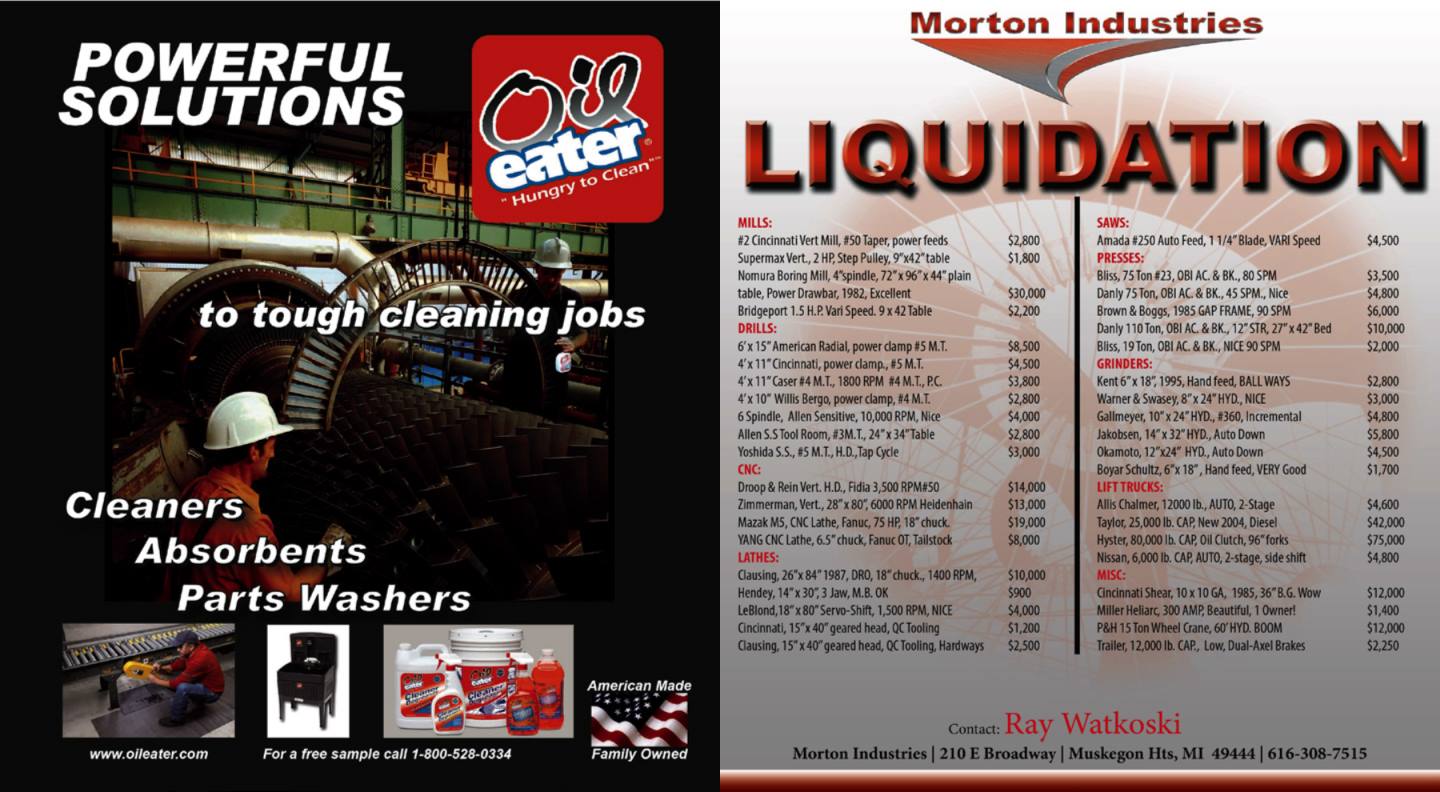 POWERFUL
SOLUTIONS
Oil
eater®
"Hungry to Clean"™
to tough cleaning jobs
Cleaners
Absorbents
Parts Washers
Oil
eater
Cleaner
Degreaser
American Made
Family Owned
www.oileater.com
For a free sample call 1-800-528-0334
Morton Industries
LIQUIDATION
MILLS:
#2 Cincinnati Vert Mill, #50 Taper, power feeds $2,800
Supermax Vert., 2 HP, Step Pulley, 9"x42" table $1,800
Nomura Boring Mill, 4"spindle, 72" x 96" x 44" plain
table, Power Drawbar, 1982, Excellent $30,000
Bridgeport 1.5 H.P. Vari Speed. 9 x 42 Table $2,200
DRILLS:
6' x 15" American Radial, power clamp #5 M.T. $8,500
4' x 11" Cincinnati, power clamp., #5 M.T. $4,500
4' x 11" Caser #4 M.T., 1800 RPM #4 M.T., P.C. $3,800
4' x 10" Willis Bergo, power clamp, #4 M.T. $2,800
6 Spindle, Allen Sensitive, 10,000 RPM, Nice $4,000
Allen S.S Tool Room, #3M.T., 24" x 34" Table $2,800
Yoshida S.S., #5 M.T., H.D.,Tap Cycle $3,000
CNC:
Droop & Rein Vert. H.D., Fidia 3,500 RPM#50 $14,000
Zimmerman, Vert., 28" x 80", 6000 RPM Heidenhain $13,000
Mazak M5, CNC Lathe, Fanuc, 75 HP, 18" chuck. $19,000
YANG CNC Lathe, 6.5" chuck, Fanuc OT, Tailstock $8,000
LATHES:
Clausing, 26"x 84" 1987, DRO, 18" chuck., 1400 RPM, $10,000
Hendey, 14" x 30", 3 Jaw, M.B. OK $900
LeBlond,18" x 80" Servo-Shift, 1,500 RPM, NICE $4,000
Cincinnati, 15"x 40" geared head, QC Tooling $1,200
Clausing, 15" x 40" geared head, QC Tooling, Hardways $2,500
SAWS:
Amada #250 Auto Feed, 1 1/4" Blade, VARI Speed $4,500
PRESSES:
Bliss, 75 Ton #23, OBI AC. & BK., 80 SPM $3,500
Danly 75 Ton, OBI AC. & BK., 45 SPM., Nice $4,800
Brown & Boggs, 1985 GAP FRAME, 90 SPM $6,000
Danly 110 Ton, OBI AC. & BK., 12" STR, 27" x 42" Bed $10,000
Bliss, 19 Ton, OBI AC. & BK., NICE 90 SPM $2,000
GRINDERS:
Kent 6" x 18", 1995, Hand feed, BALL WAYS $2,800
Warner & Swasey, 8" x 24" HYD., NICE $3,000
Gallmeyer, 10" x 24" HYD., #360, Incremental $4,800
Jakobsen, 14" x 32" HYD., Auto Down $5,800
Okamoto, 12"x24" HYD., Auto Down $4,500
Boyar Schultz, 6"x 18" , Hand feed, VERY Good $1,700
LIFT TRUCKS:
Allis Chalmer, 12000 lb., AUTO, 2-Stage $4,600
Taylor, 25,000 lb. CAP, New 2004, Diesel $42,000
Hyster, 80,000 lb. CAP, Oil Clutch, 96" forks $75,000
Nissan, 6,000 lb. CAP, AUTO, 2-stage, side shift $4,800
MISC:
Cincinnati Shear, 10 x 10 GA, 1985, 36" B.G. Wow $12,000
Miller Heliarc, 300 AMP, Beautiful, 1 Owner! $1,400
P&H 15 Ton Wheel Crane, 60' HYD. BOOM $12,000
Trailer, 12,000 lb. CAP., Low, Dual-Axel Brakes $2,250
Contact: Ray Watkoski
Morton Industries | 210 E Broadway | Muskegon Hts, MI 49444 | 616-308-7515